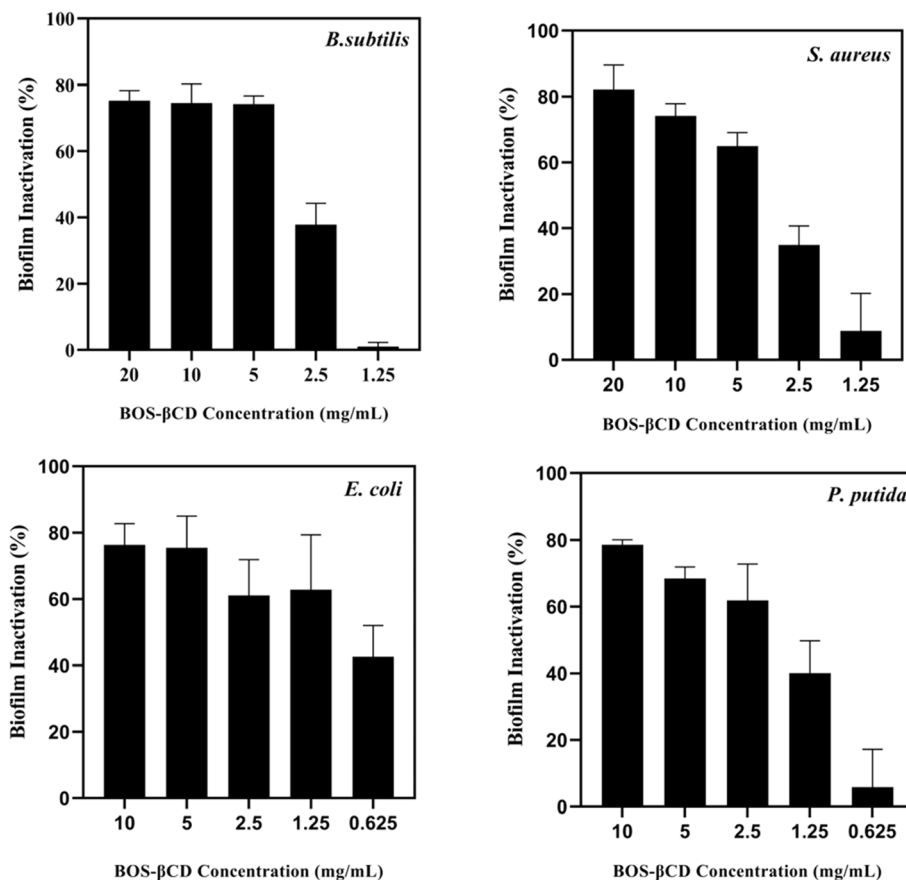 B.subtilis
Biofilm Inactivation (%)
100
80
60
40
20
0
20 10 5 2.5 1.25
BOS-βCD Concentration (mg/mL)
S. aureus
Biofilm Inactivation (%)
100
80
60
40
20
0
20 10 5 2.5 1.25
BOS-βCD Concentration (mg/mL)
E. coli
Biofilm Inactivation (%)
100
80
60
40
20
0
10 5 2.5 1.25 0.625
BOS-βCD Concentration (mg/mL)
P. putida
Biofilm Inactivation (%)
100
80
60
40
20
0
10 5 2.5 1.25 0.625
BOS-βCD Concentration (mg/mL)